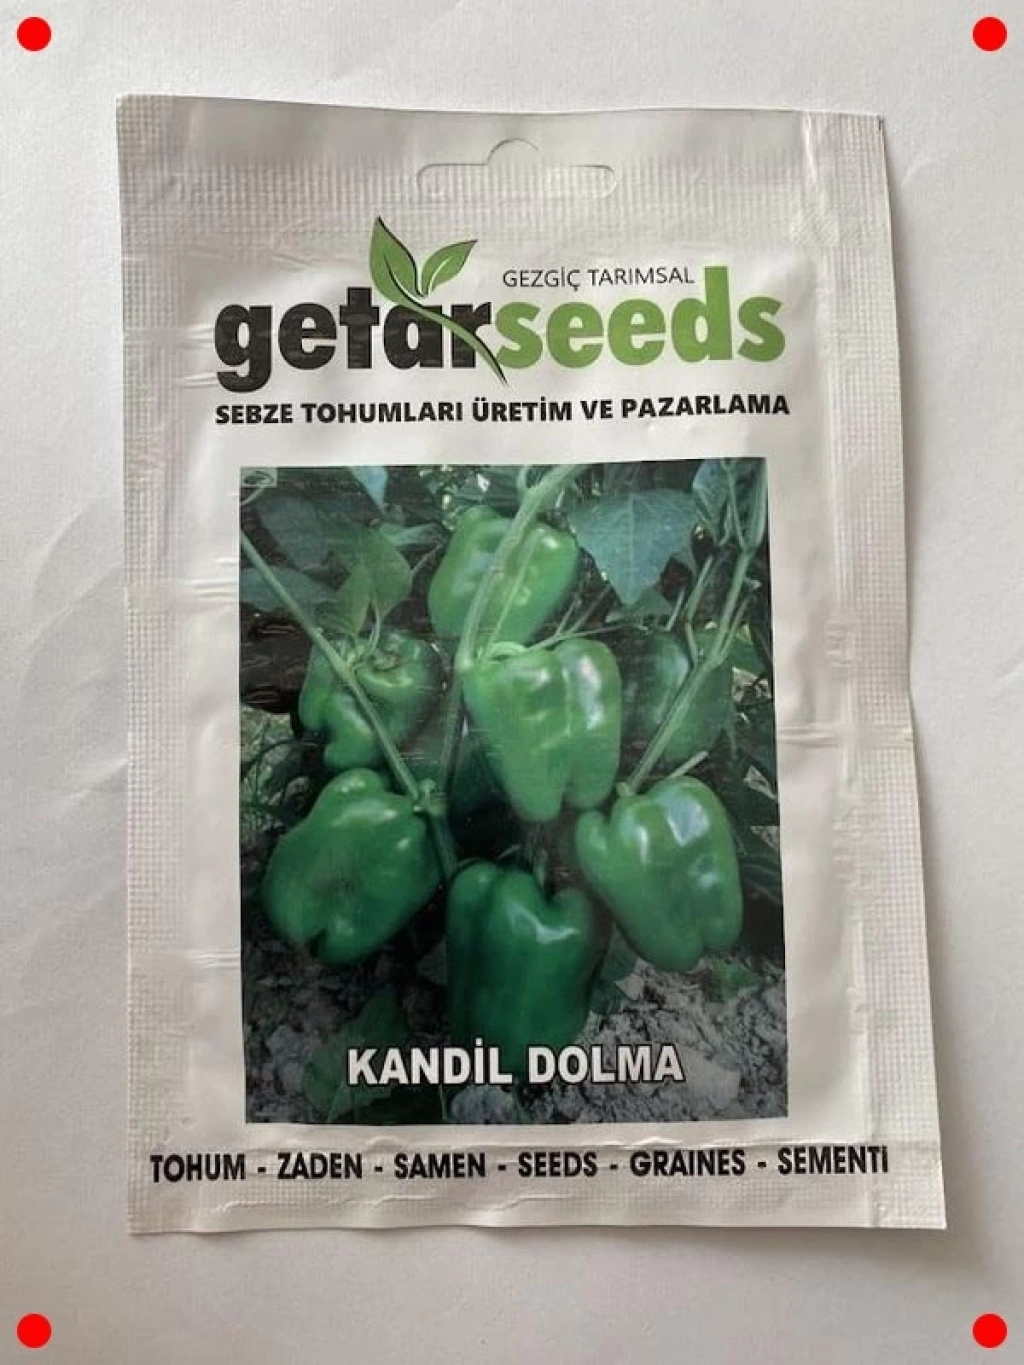 GEZGİÇ TARIMSAL
getarseeds
SEBZE TOHUMLARI ÜRETİM VE PAZARLAMA
KANDİL DOLMA
TOHUM - ZADEN - SAMEN - SEEDS - GRAINES - SEMENTİ